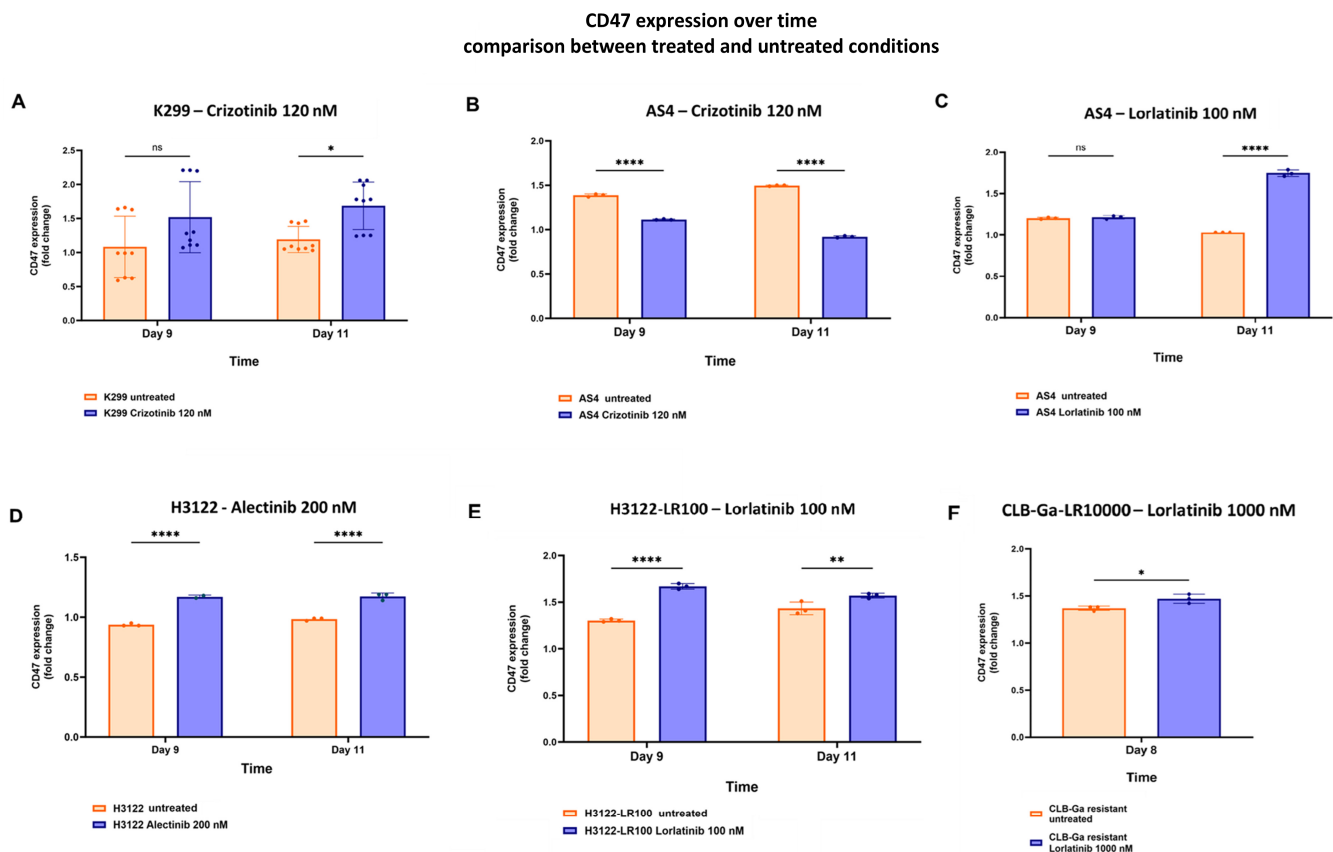 CD47 expression over time
comparison between treated and untreated conditions
A
K299 – Crizotinib 120 nM
CD47 expression
(fold change)
2.5
2.0
1.5
1.0
0.5
0.0
ns
*
Day 9
Day 11
Time
K299 untreated
K299 Crizotinib 120 nM
B
AS4 – Crizotinib 120 nM
CD47 expression
(fold change)
2.0
1.5
1.0
0.5
0.0
****
****
Day 9
Day 11
Time
AS4 untreated
AS4 Crizotinib 120 nM
C
AS4 – Lorlatinib 100 nM
CD47 expression
(fold change)
2.0
1.5
1.0
0.5
0.0
ns
****
Day 9
Day 11
Time
AS4 untreated
AS4 Lorlatinib 100 nM
D
H3122 - Alectinib 200 nM
CD47 expression
(fold change)
1.5
1.0
0.5
0.0
****
****
Day 9
Day 11
Time
H3122 untreated
H3122 Alectinib 200 nM
E
H3122-LR100 – Lorlatinib 100 nM
CD47 expression
(fold change)
2.0
1.5
1.0
0.5
0.0
****
**
Day 9
Day 11
Time
H3122-LR100 untreated
H3122-LR100 Lorlatinib 100 nM
F
CLB-Ga-LR10000 – Lorlatinib 1000 nM
CD47 expression
(fold change)
2.0
1.5
1.0
0.5
0.0
*
Day 8
Time
CLB-Ga resistant
untreated
CLB-Ga resistant
Lorlatinib 1000 nM